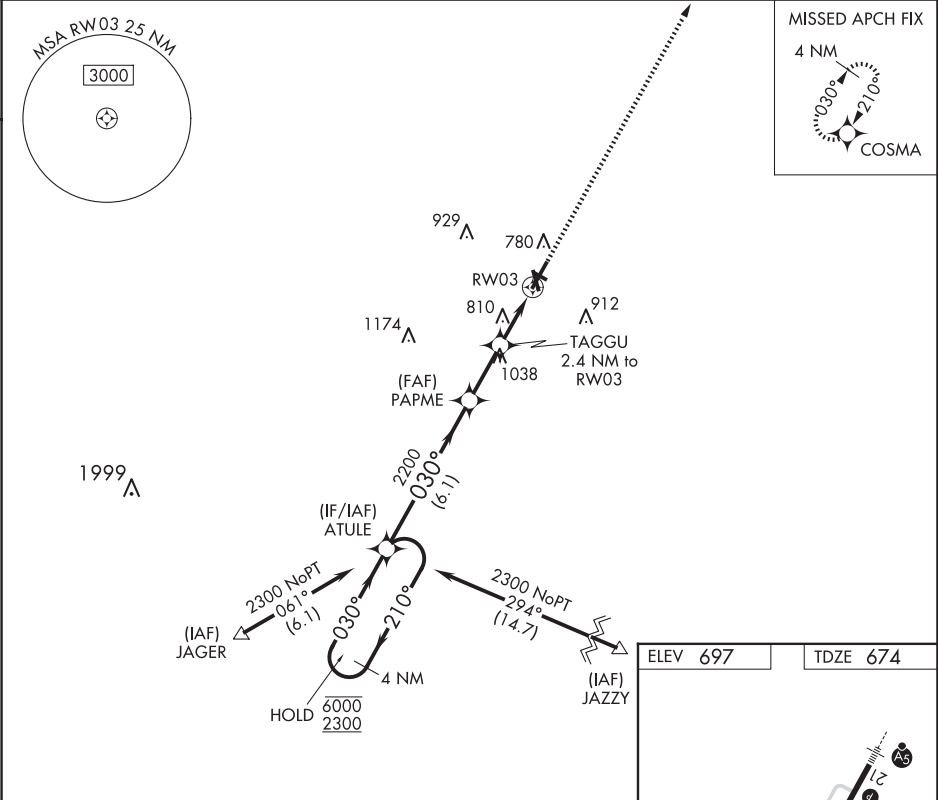 MSA RW03 25 NM
3000
MISSED APCH FIX
4 NM
030°
210°
COSMA
929
780
RW03
810
912
1174
TAGGU
2.4 NM to
RW03
1038
(FAF)
PAPME
2200
030°
(6.1)
1999
(IF/IAF)
ATULE
2300 NoPT
061°
(6.1)
(IAF)
JAGER
030°
210°
2300 NoPT
294°
(14.7)
(IAF)
JAZZY
4 NM
HOLD
6000
2300
ELEV 697
TDZE 674
A5
21
P